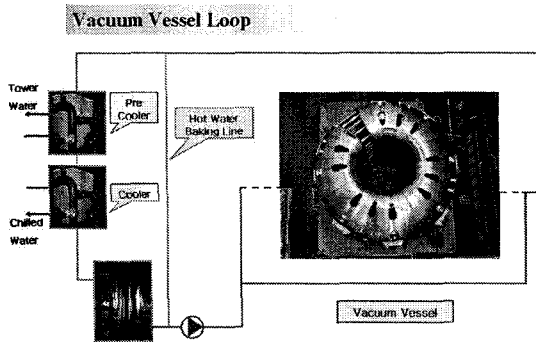 Vacuum Vessel Loop
Tower
Water
Pre
Cooler
Hot Water
Baking Line
Cooler
Chilled
Water
Vacuum Vessel